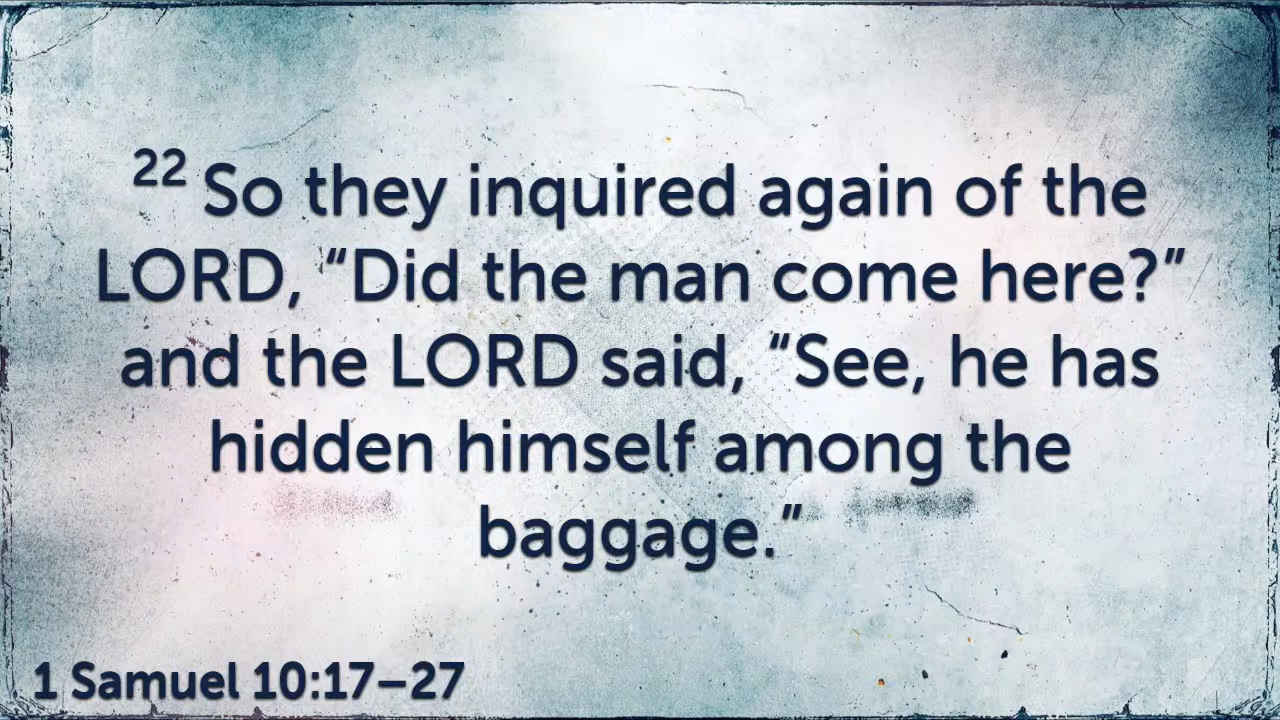 22 So they inquired again of the
LORD, “Did the man come here?”
and the LORD said, “See, he has
hidden himself among the
baggage.”
1 Samuel 10:17–27